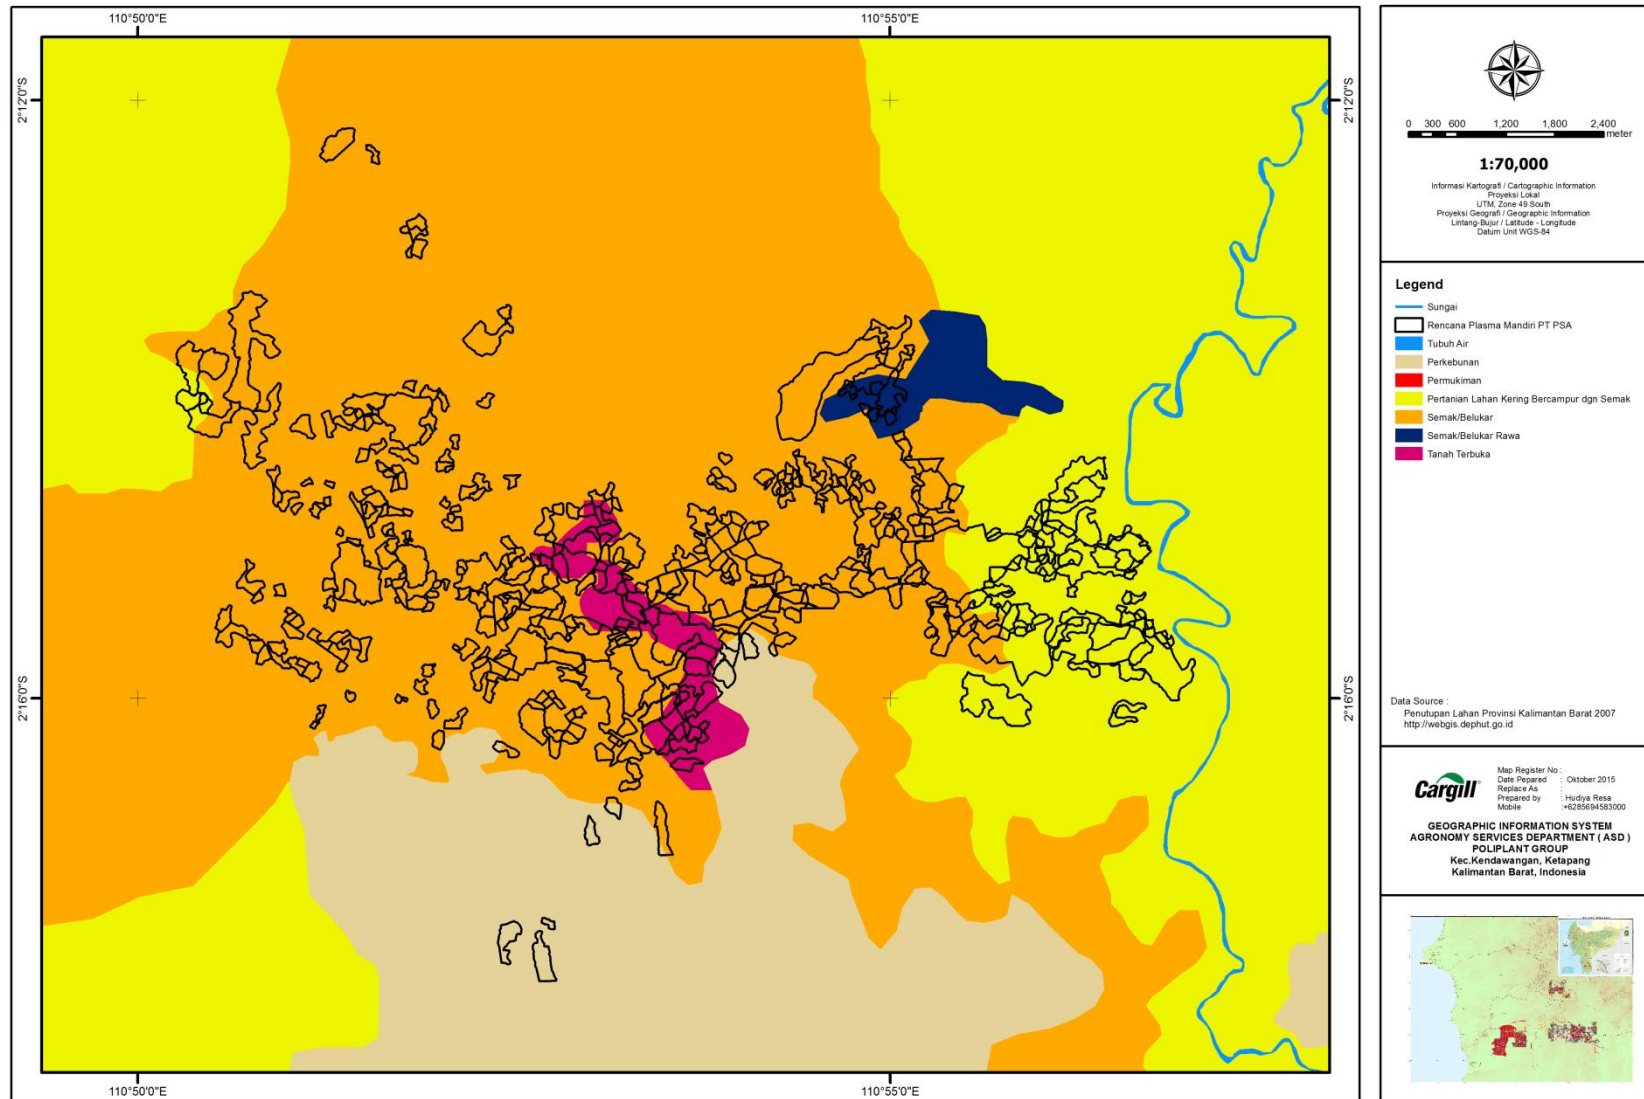 110°50'0"E
110°55'0"E
2°12'0"S
2°12'0"S
2°16'0"S
2°16'0"S
110°50'0"E
110°55'0"E
0 300 600 1,200 1,800 2,400
meter
1:70,000
Informasi Kartografi / Cartographic Information
Proyeksi Lokal
UTM, Zone 49 South
Proyeksi Geografi / Geographic Information
Lintang-Bujur / Latitude - Longitude
Datum Unit WGS-84
Legend
Sungai
Rencana Plasma Mandiri PT PSA
Tubuh Air
Perkebunan
Permukiman
Pertanian Lahan Kering Bercampur dgn Semak
Semak/Belukar
Semak/Belukar Rawa
Tanah Terbuka
Data Source :
Penutupan Lahan Provinsi Kalimantan Barat 2007
http://webgis.dephut.go.id
Cargill
Map Register No :
Date Pepared : Oktober 2015
Replace As :
Prepared by : Hudiya Resa
Mobile :+6285694583000
GEOGRAPHIC INFORMATION SYSTEM
AGRONOMY SERVICES DEPARTMENT ( ASD )
POLIPLANT GROUP
Kec.Kendawangan, Ketapang
Kalimantan Barat, Indonesia